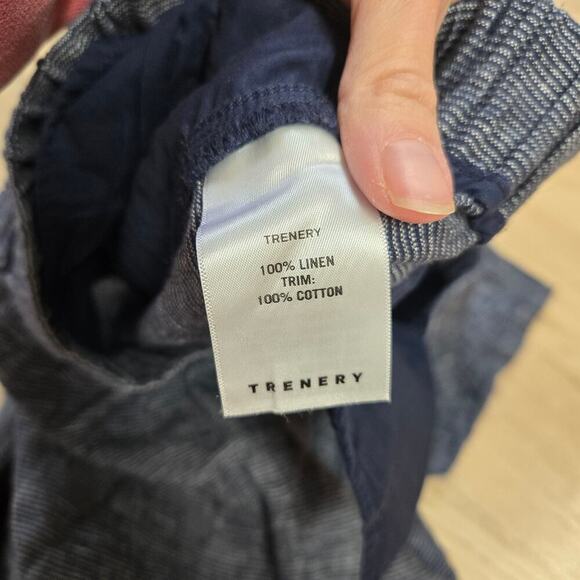 TRENERY
100% LINEN
TRIM:
100% COTTON
TRENERY